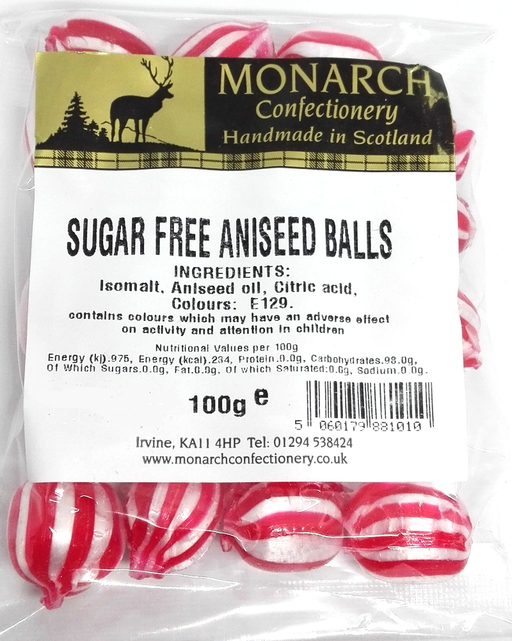 MONARCH
Confectionery
Handmade in Scotland
SUGAR FREE ANISEED BALLS
INGREDIENTS:
Isomalt, Aniseed oil, Citric acid,
Colours: E129.
contains colours which may have an adverse effect
on activity and attention in children
Nutritional Values per 100g
Energy (kj).975, Energy (kcal).234, Protein.0.0g, Carbohydrates.98.0g,
Of Which Sugars.0.0g, Fat.0.0g, Of which Saturated:0.0g, Sodium.0.0g.
100g e
5 060179 881010
Irvine, KA11 4HP Tel: 01294 538424
www.monarchconfectionery.co.uk